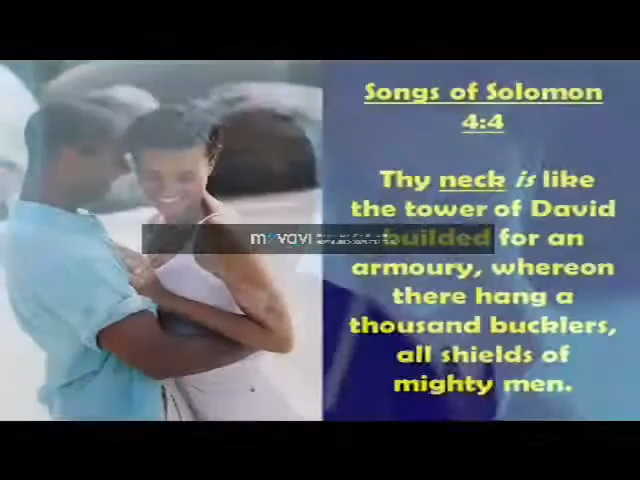 Songs of Solomon
4:4
Thy neck is like
the tower of David
builded for an
armoury, whereon
there hang a
thousand bucklers,
all shields of
mighty men.
movavi